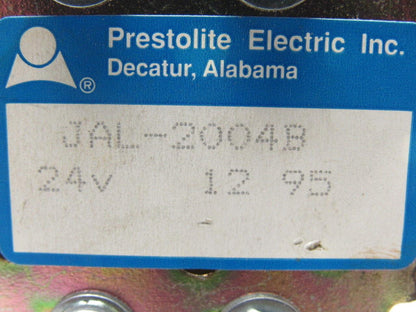 Prestolite Electric Inc.
Decatur, Alabama
®
JAL-2004B
24v 12 95